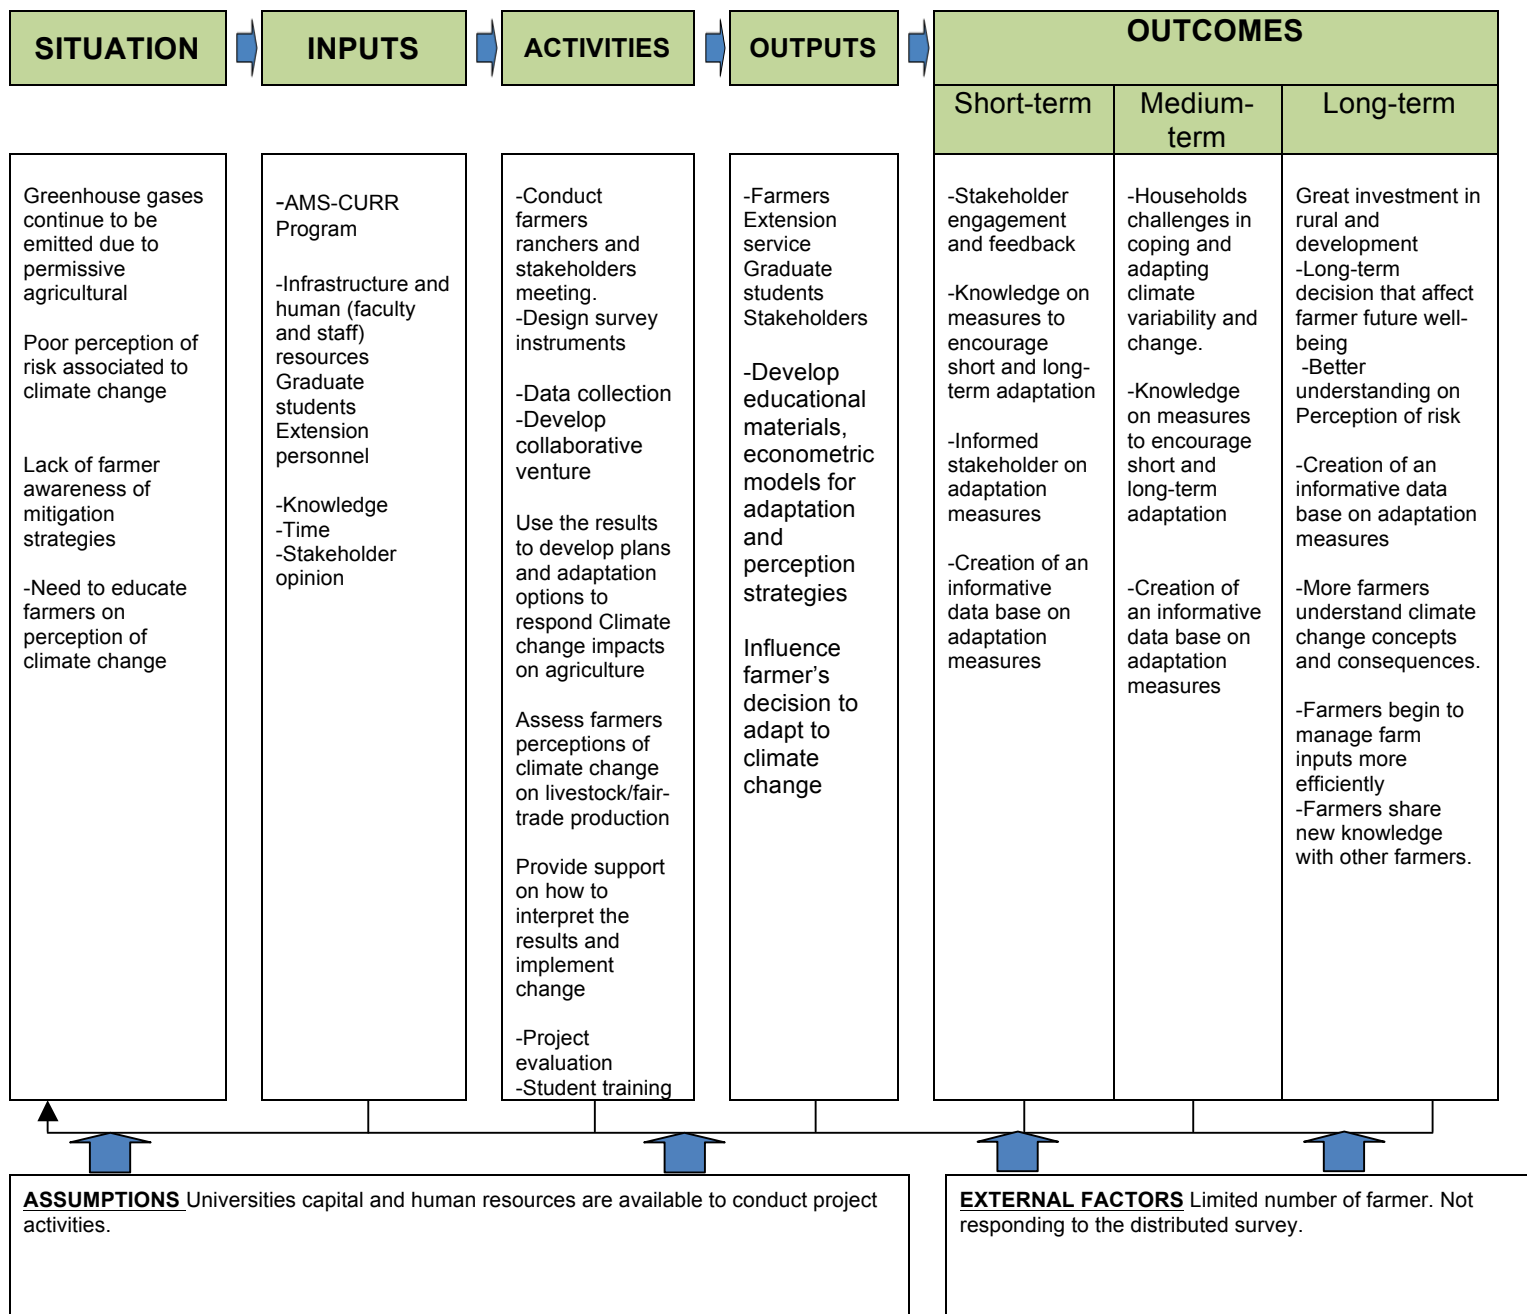 SITUATION
INPUTS
ACTIVITIES
OUTPUTS
OUTCOMES
Short-term
Medium-
term
Long-term
Greenhouse gases
continue to be
emitted due to
permissive
agricultural
Poor perception of
risk associated to
climate change
Lack of farmer
awareness of
mitigation
strategies
-Need to educate
farmers on
perception of
climate change
-AMS-CURR
Program
-Infrastructure and
human (faculty
and staff)
resources
Graduate
students
Extension
personnel
-Knowledge
-Time
-Stakeholder
opinion
-Conduct
farmers
ranchers and
stakeholders
meeting.
-Design survey
instruments
-Data collection
-Develop
collaborative
venture
Use the results
to develop plans
and adaptation
options to
respond Climate
change impacts
on agriculture
Assess farmers
perceptions of
climate change
on livestock/fair-
trade production
Provide support
on how to
interpret the
results and
implement
change
-Project
evaluation
-Student training
-Farmers
Extension
service
Graduate
students
Stakeholders
-Develop
educational
materials,
econometric
models for
adaptation
and
perception
strategies
Influence
farmer's
decision to
adapt to
climate
change
-Stakeholder
engagement
and feedback
-Knowledge on
measures to
encourage
short and long-
term adaptation
-Informed
stakeholder on
adaptation
measures
-Creation of an
informative
data base on
adaptation
measures
-Households
challenges in
coping and
adapting
climate
variability and
change.
-Knowledge
on measures
to encourage
short and
long-term
adaptation
-Creation of
an informative
data base on
adaptation
measures
Great investment in
rural and
development
-Long-term
decision that affect
farmer future well-
being
-Better
understanding on
Perception of risk
-Creation of an
informative data
base on adaptation
measures
-More farmers
understand climate
change concepts
and consequences.
-Farmers begin to
manage farm
inputs more
efficiently
-Farmers share
new knowledge
with other farmers.
ASSUMPTIONS Universities capital and human resources are available to conduct project
activities.
EXTERNAL FACTORS Limited number of farmer. Not
responding to the distributed survey.